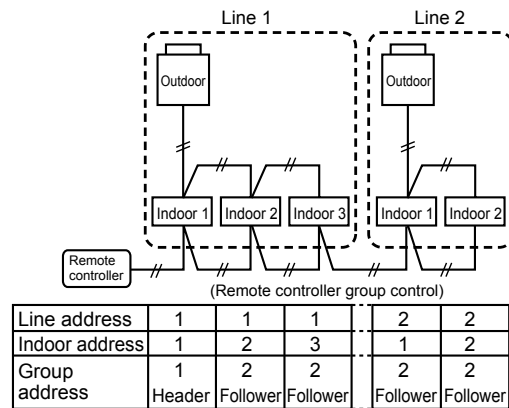 Line 1 Line 2
Outdoor Outdoor
Indoor 1 Indoor 2 Indoor 3 Indoor 1 Indoor 2
Remote
controller
(Remote controller group control)
Line address 1 1 1 2 2
Indoor address 1 2 3 1 2
Group
address
1 2 2 2 2
Header Follower Follower Follower Follower